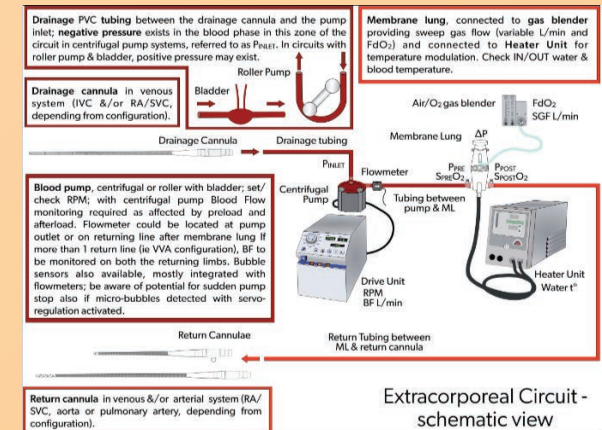 Drainage PVC tubing between the drainage cannula and the pump
inlet; negative pressure exists in the blood phase in this zone of the
circuit in centrifugal pump systems, referred to as PINLET. In circuits with
roller pump & bladder, positive pressure may exist.
Membrane lung, connected to gas blender
providing sweep gas flow (variable L/min and
FdO2) and connected to Heater Unit for
temperature modulation. Check IN/OUT water &
blood temperature.
Roller Pump
Bladder
Drainage cannula in venous
system (IVC &/or RA/SVC,
depending from configuration).
Air/O2 gas blender
FdO2
SGF L/min
Membrane Lung
ΔP
Drainage Cannula
Drainage tubing
PINLET
Flowmeter
PPRE
SPREO2
PPOST
SPOSTO2
Centrifugal
Pump
Tubing between
pump & ML
Blood pump, centrifugal or roller with bladder; set/
check RPM; with centrifugal pump Blood Flow
monitoring required as affected by preload and
afterload. Flowmeter could be located at pump
outlet or on returning line after membrane lung If
more than 1 return line (ie VVA configuration), BF to
be monitored on both the returning limbs. Bubble
sensors also available, mostly integrated with
flowmeters; be aware of potential for sudden pump
stop also if micro-bubbles detected with servo-
regulation activated.
Drive Unit
RPM
BF L/min
Heater Unit
Water t°
Return Cannulae
Return Tubing between
ML & return cannula
Return cannula in venous &/or arterial system (RA/
SVC, aorta or pulmonary artery, depending from
configuration).
Extracorporeal Circuit -
schematic view